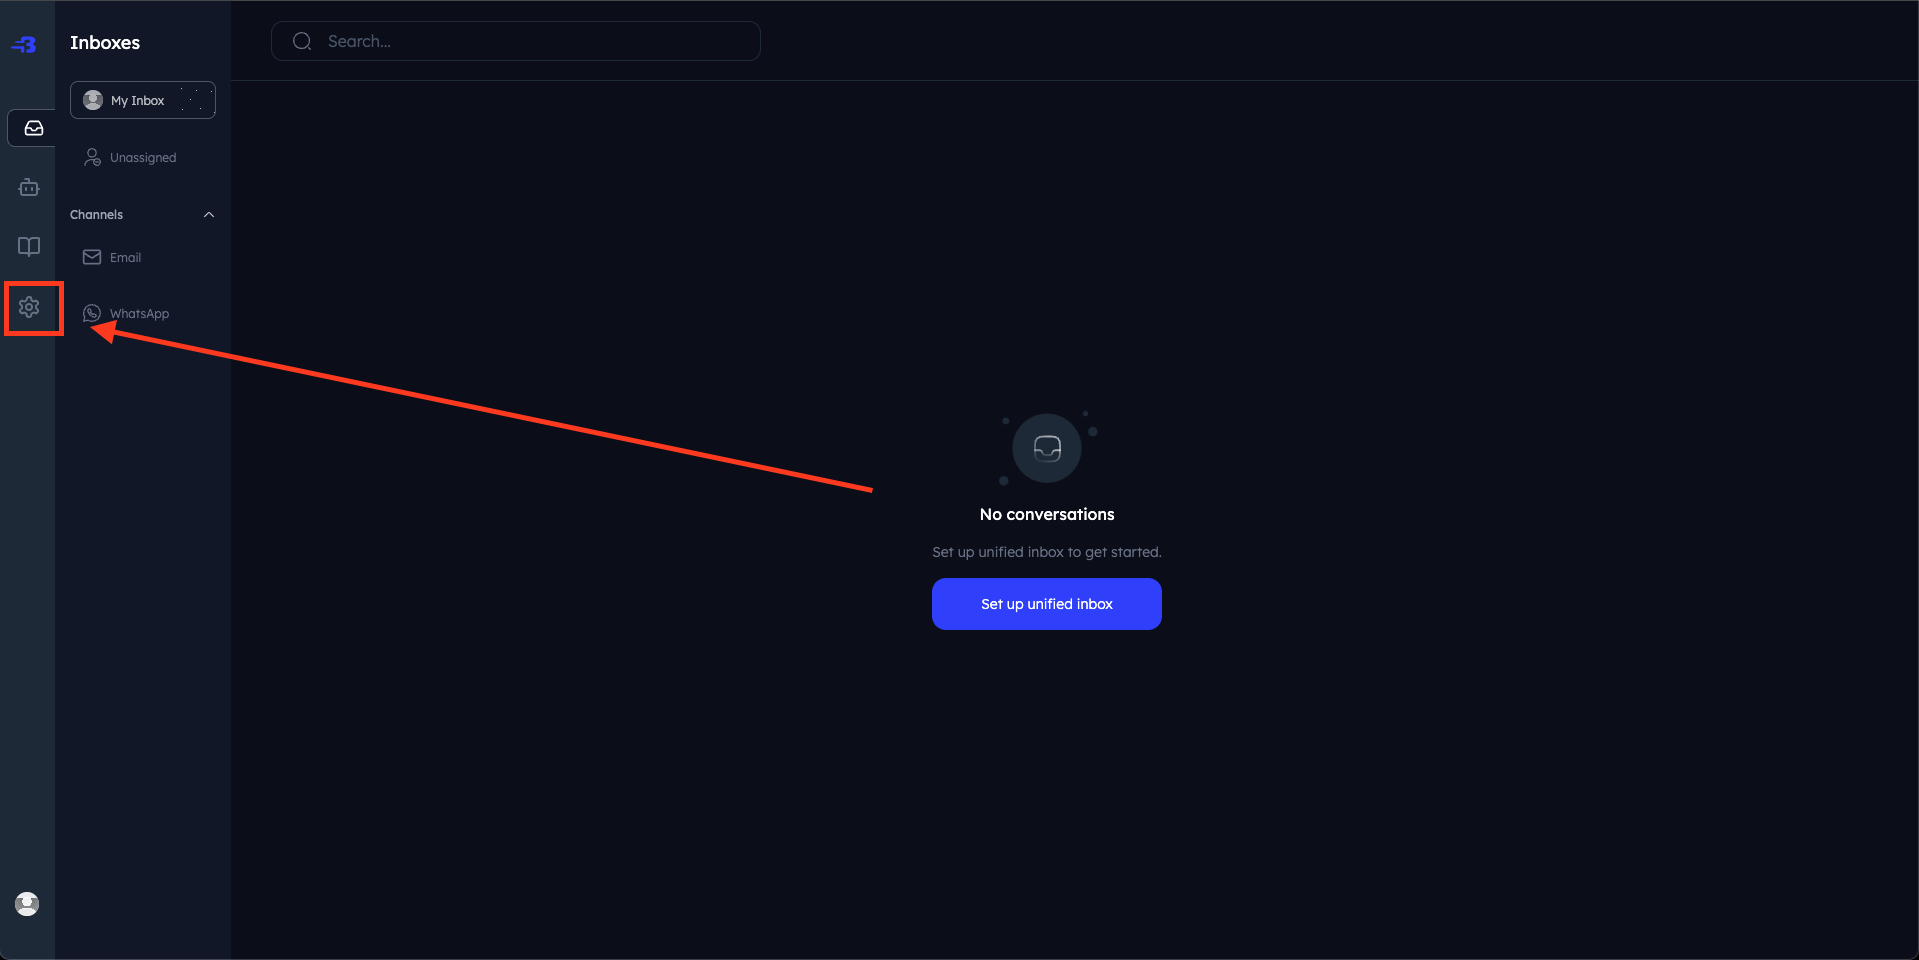 Inboxes
Search...
My Inbox
Unassigned
Channels
Email
WhatsApp
No conversations
Set up unified inbox to get started.
Set up unified inbox